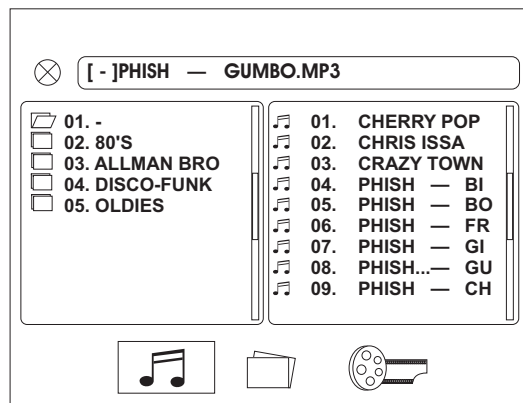 [ - ]PHISH — GUMBO.MP3
01. -
02. 80'S
03. ALLMAN BRO
04. DISCO-FUNK
05. OLDIES
01. CHERRY POP
02. CHRIS ISSA
03. CRAZY TOWN
04. PHISH — BI
05. PHISH — BO
06. PHISH — FR
07. PHISH — GI
08. PHISH...— GU
09. PHISH — CH